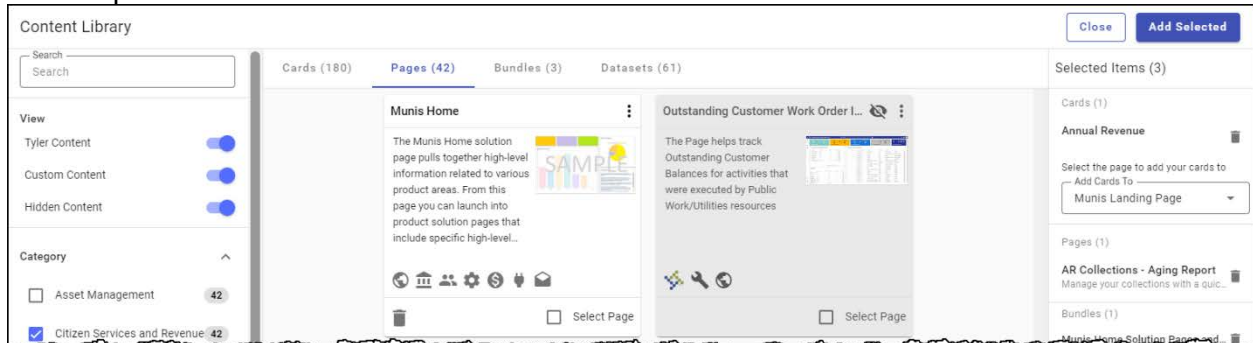 Content Library
Close
Add Selected
Search
Search
View
Tyler Content
Custom Content
Hidden Content
Category
Asset Management 42
Citizen Services and Revenue 42
Cards (180) Pages (42) Bundles (3) Datasets (61)
Munis Home
The Munis Home solution
page pulls together high-level
information related to various
product areas. From this
page you can launch into
product solution pages that
include specific high-level...
SAMPLE
Select Page
Outstanding Customer Work Order I...
The Page helps track
Outstanding Customer
Balances for activities that
were executed by Public
Work/Utilities resources
Select Page
Selected Items (3)
Cards (1)
Annual Revenue
Select the page to add your cards to
Add Cards To
Munis Landing Page
Pages (1)
AR Collections - Aging Report
Manage your collections with a quic...
Bundles (1)
Munis Home Solution Pages and...